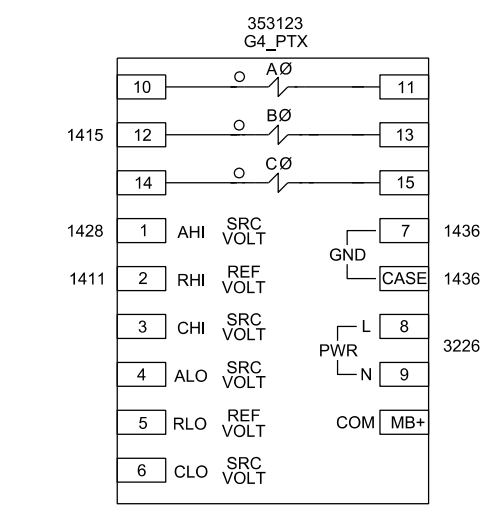 353123
G4_PTX
AØ
10 11
BØ
1415 12 13
CØ
14 15
1428 1 AHI SRC VOLT 7 1436
GND
1411 2 RHI REF VOLT CASE 1436
3 CHI SRC VOLT L 8
PWR 3226
4 ALO SRC VOLT N 9
5 RLO REF VOLT COM MB+
6 CLO SRC VOLT